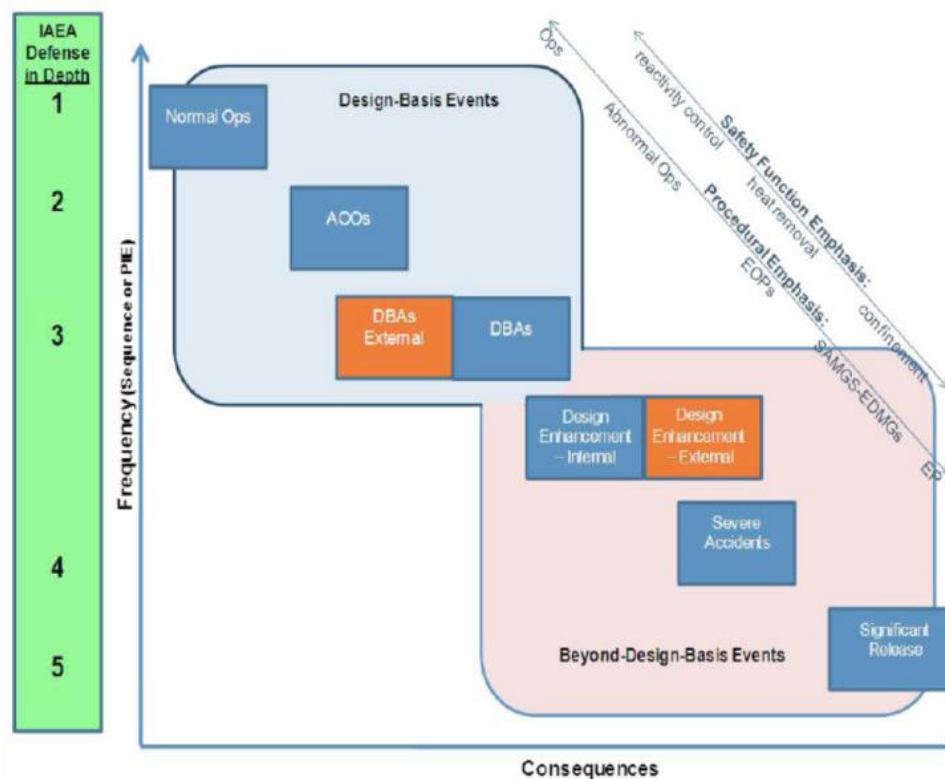 IAEA
Defense
in Depth
1
2
3
4
5
Frequency (Sequence or PIE)
Design-Basis Events
Normal Ops
AOOs
DBAs
External
DBAs
Design
Enhancement
– Internal
Design
Enhancement
– External
Severe
Accidents
Significant
Release
Beyond-Design-Basis Events
Consequences
Safety Function Emphasis:
reactivity control
heat removal
confinement
Procedural Emphasis:
Ops
Abnormal Ops
EOPs
SAMGS-EDMGs
EP